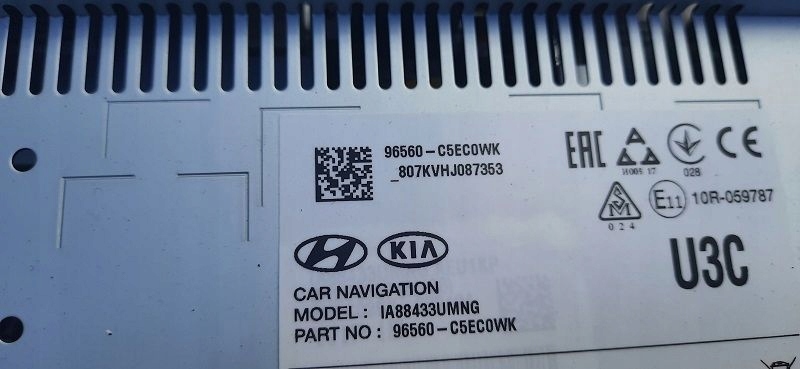 96560-C5EC0WK
_807KVHJ087353
EAC
H005 17
028
CE
SM
024
E11 10R-059787
KIA
U3C
CAR NAVIGATION
MODEL : IA88433UMNG
PART NO : 96560-C5EC0WK